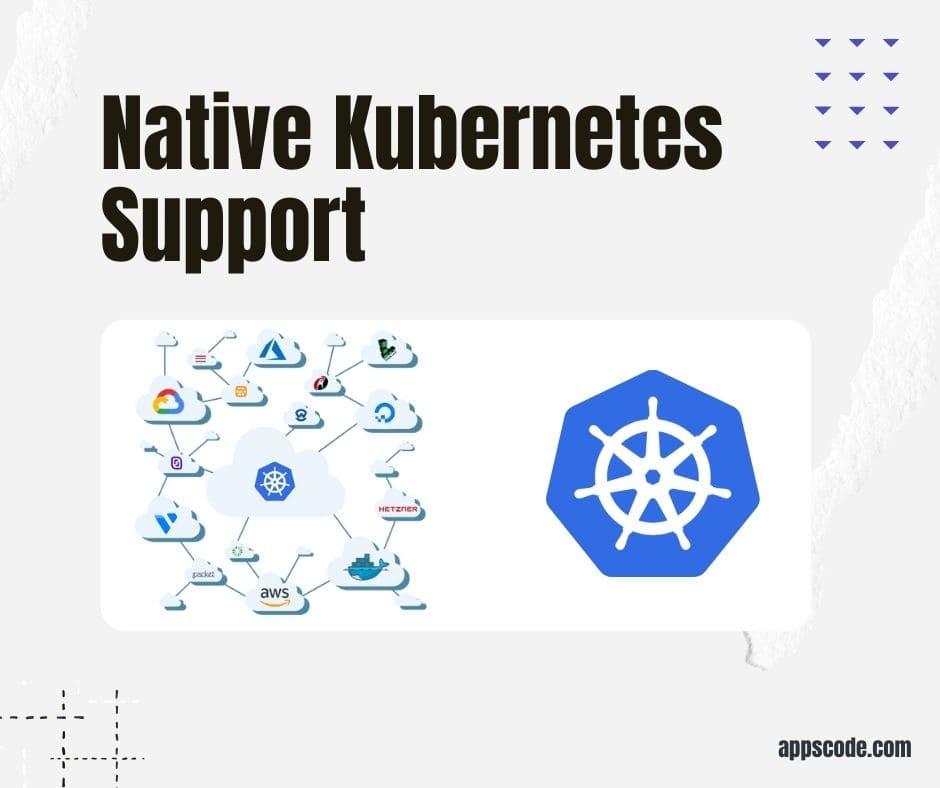 Native Kubernetes
Support
HETZNER
packet
aws
appscode.com